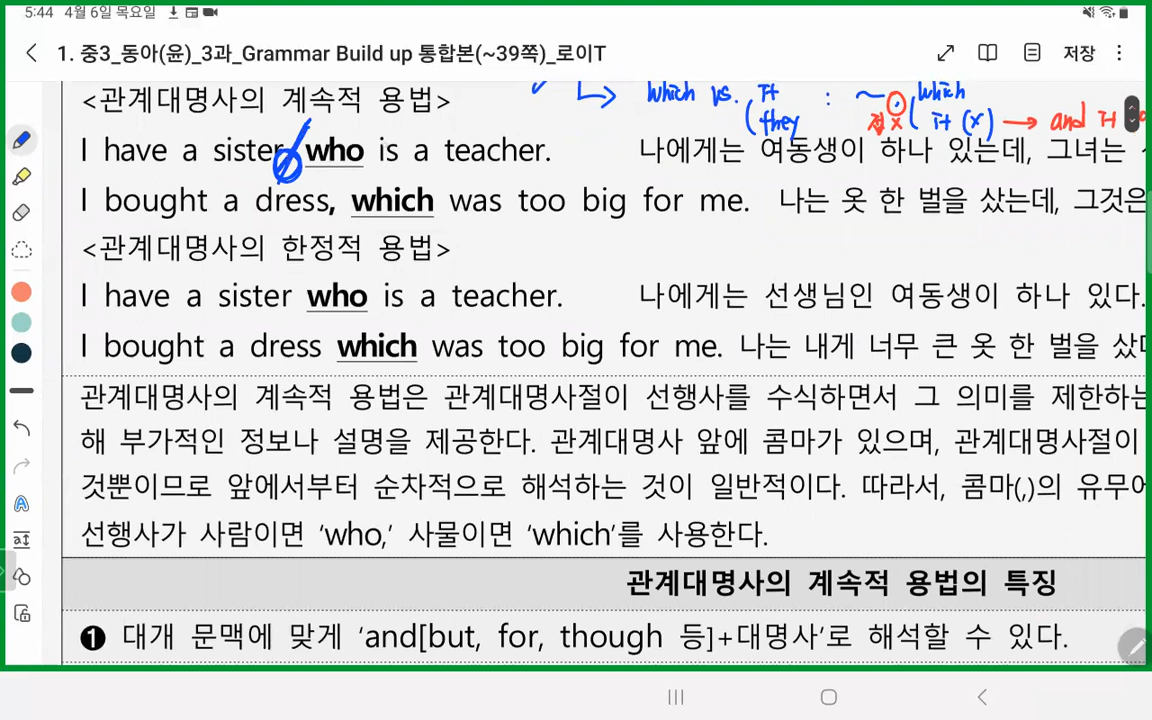 5:44 4월 6일 목요일
1. 중3_동아(윤)_3과_Grammar Build up 통합본(~39쪽)_로이T 저장
which vs. it : ~ which
they 점 x it (x) → and it
<관계대명사의 계속적 용법>
I have a sister, who is a teacher. 나에게는 여동생이 하나 있는데, 그녀는
I bought a dress, which was too big for me. 나는 옷 한 벌을 샀는데, 그것은
<관계대명사의 한정적 용법>
I have a sister who is a teacher. 나에게는 선생님인 여동생이 하나 있다.
I bought a dress which was too big for me. 나는 내게 너무 큰 옷 한 벌을 샀
관계대명사의 계속적 용법은 관계대명사절이 선행사를 수식하면서 그 의미를 제한하는
해 부가적인 정보나 설명을 제공한다. 관계대명사 앞에 콤마가 있으며, 관계대명사절이
것뿐이므로 앞에서부터 순차적으로 해석하는 것이 일반적이다. 따라서, 콤마(,)의 유무에
선행사가 사람이면 ‘who,’ 사물이면 ‘which’를 사용한다.
관계대명사의 계속적 용법의 특징
❶ 대개 문맥에 맞게 ‘and[but, for, though 등]+대명사’로 해석할 수 있다.